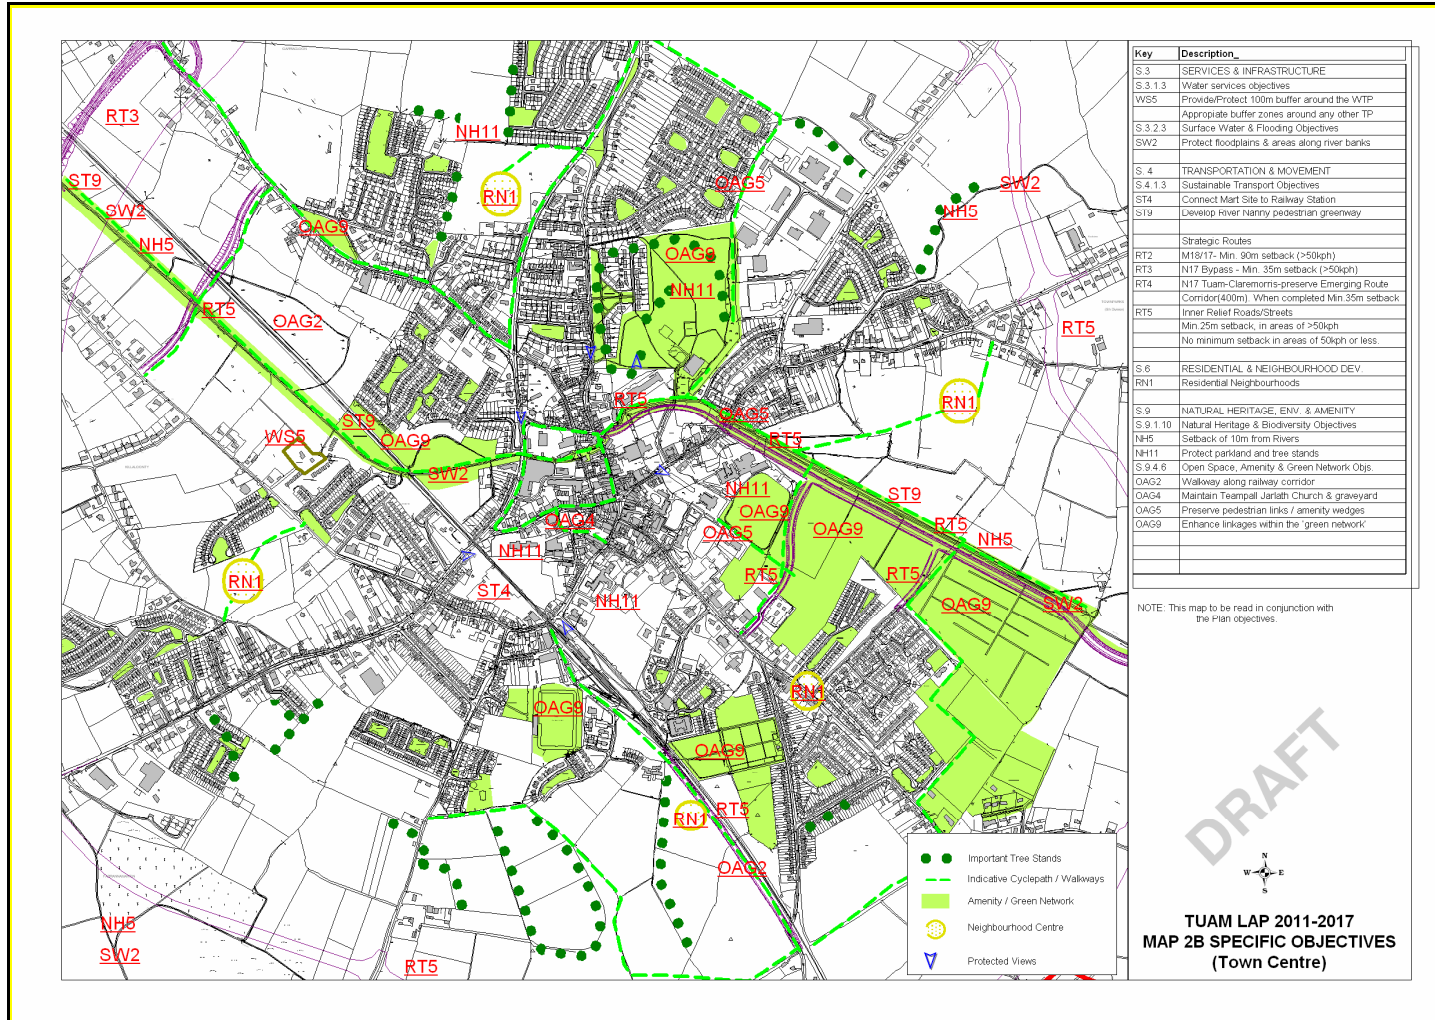 RT3
NH11
ST9
SW2
NH5
OAG9
RN1
OAG5
SW2
NH5
RT5
OAG2
OAG9
NH11
RT5
RT5
OAG5
RT5
RN1
ST9
OAG9
WS5
SW2
NH11
OAG9
OAG5
OAG4
NH11
ST4
NH11
RN1
OAG9
ST9
RT5
NH5
RT5
RT5
OAG9
SW2
RN1
OAG9
OAG9
RN1
RT5
OAG2
NH5
SW2
RT5
Key Description_
S.3 SERVICES & INFRASTRUCTURE
S.3.1.3 Water services objectives
WS5 Provide/Protect 100m buffer around the WTP
Appropiate buffer zones around any other TP
S.3.2.3 Surface Water & Flooding Objectives
SW2 Protect floodplains & areas along river banks
S. 4 TRANSPORTATION & MOVEMENT
S.4.1.3 Sustainable Transport Objectives
ST4 Connect Mart Site to Railway Station
ST9 Develop River Nanny pedestrian greenway
Strategic Routes
RT2 M18/17- Min. 90m setback (>50kph)
RT3 N17 Bypass - Min. 35m setback (>50kph)
RT4 N17 Tuam-Claremorris-preserve Emerging Route
Corridor(400m). When completed Min.35m setback
RT5 Inner Relief Roads/Streets
Min.25m setback, in areas of >50kph
No minimum setback in areas of 50kph or less.
S.6 RESIDENTIAL & NEIGHBOURHOOD DEV.
RN1 Residential Neighbourhoods
S.9 NATURAL HERITAGE, ENV. & AMENITY
S.9.1.10 Natural Heritage & Biodiversity Objectives
NH5 Setback of 10m from Rivers
NH11 Protect parkland and tree stands
S.9.4.6 Open Space, Amenity & Green Network Objs.
OAG2 Walkway along railway corridor
OAG4 Maintain Teampall Jarlath Church & graveyard
OAG5 Preserve pedestrian links / amenity wedges
OAG9 Enhance linkages within the 'green network'
NOTE: This map to be read in conjunction with
the Plan objectives.
DRAFT
Important Tree Stands
Indicative Cyclepath / Walkways
Amenity / Green Network
Neighbourhood Centre
Protected Views
N
W E
S
TUAM LAP 2011-2017
MAP 2B SPECIFIC OBJECTIVES
(Town Centre)